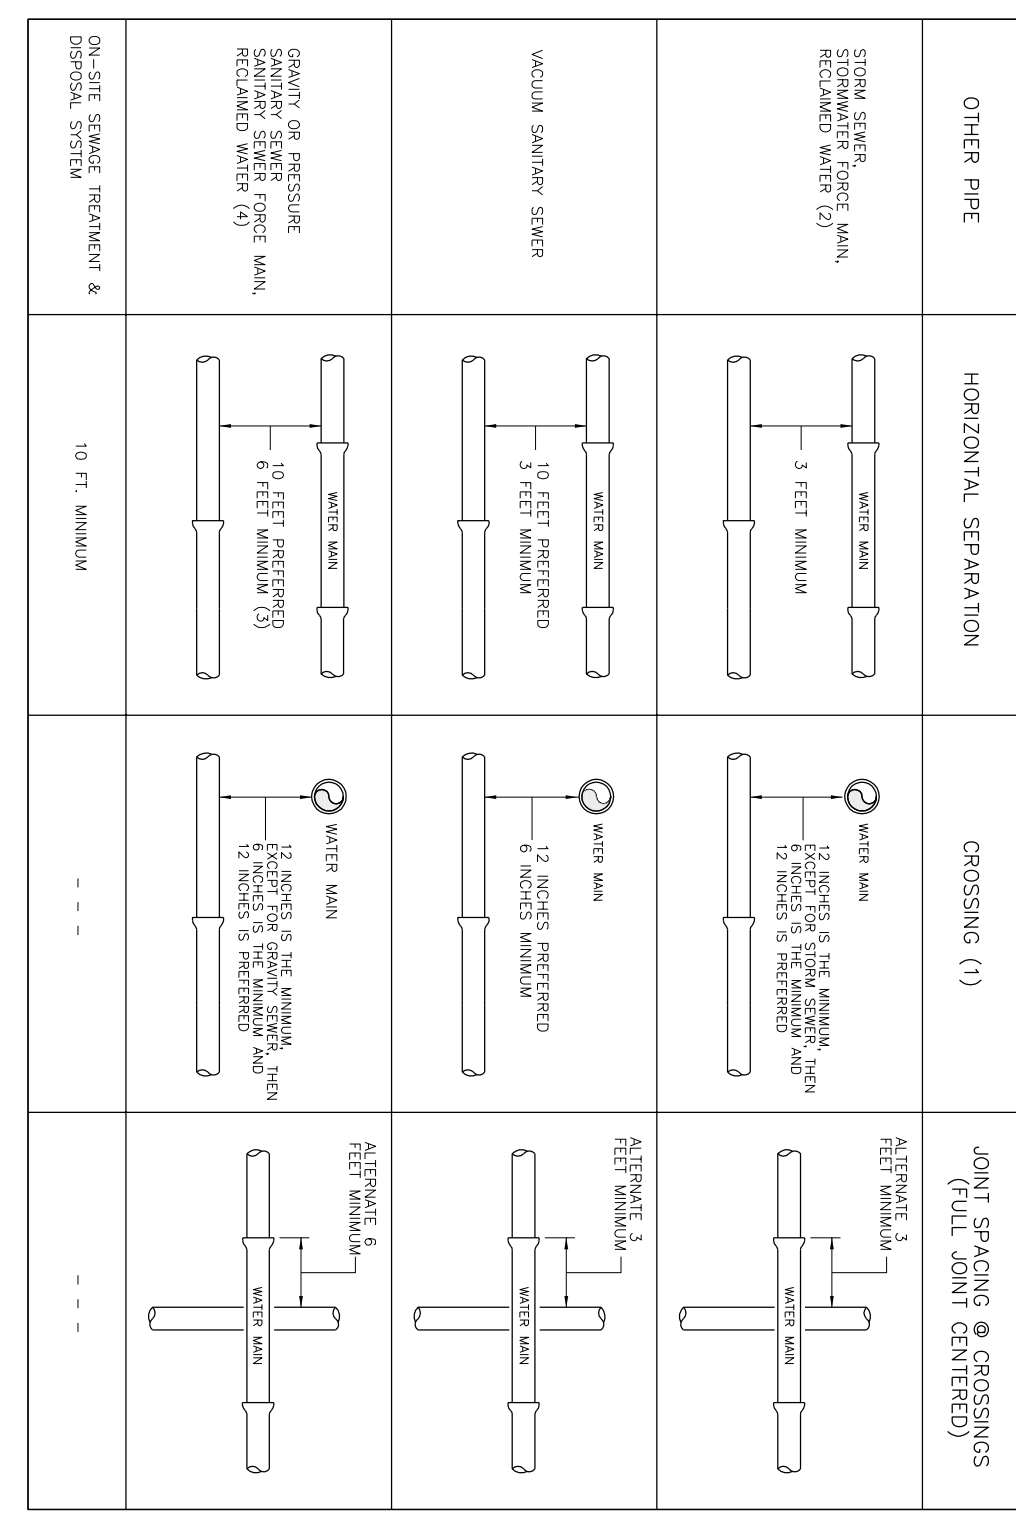 OTHER PIPE
HORIZONTAL SEPARATION
CROSSING (1)
JOINT SPACING @ CROSSINGS
(FULL JOINT CENTERED)
STORM SEWER,
STORMWATER FORCE MAIN,
RECLAIMED WATER (2)
WATER MAIN
3 FEET MINIMUM
WATER MAIN
12 INCHES IS THE MINIMUM,
EXCEPT FOR STORM SEWER, THEN
6 INCHES IS THE MINIMUM AND
12 INCHES IS PREFERRED
ALTERNATE 3
FEET MINIMUM
WATER MAIN
VACUUM SANITARY SEWER
WATER MAIN
10 FEET PREFERRED
3 FEET MINIMUM
WATER MAIN
12 INCHES PREFERRED
6 INCHES MINIMUM
ALTERNATE 3
FEET MINIMUM
WATER MAIN
GRAVITY OR PRESSURE
SANITARY SEWER
SANITARY SEWER FORCE MAIN,
RECLAIMED WATER (4)
WATER MAIN
10 FEET PREFERRED
6 FEET MINIMUM (3)
WATER MAIN
12 INCHES IS THE MINIMUM,
EXCEPT FOR GRAVITY SEWER, THEN
6 INCHES IS THE MINIMUM AND
12 INCHES IS PREFERRED
ALTERNATE 6
FEET MINIMUM
WATER MAIN
ON-SITE SEWAGE TREATMENT &
DISPOSAL SYSTEM
10 FT. MINIMUM
- - -
- - -